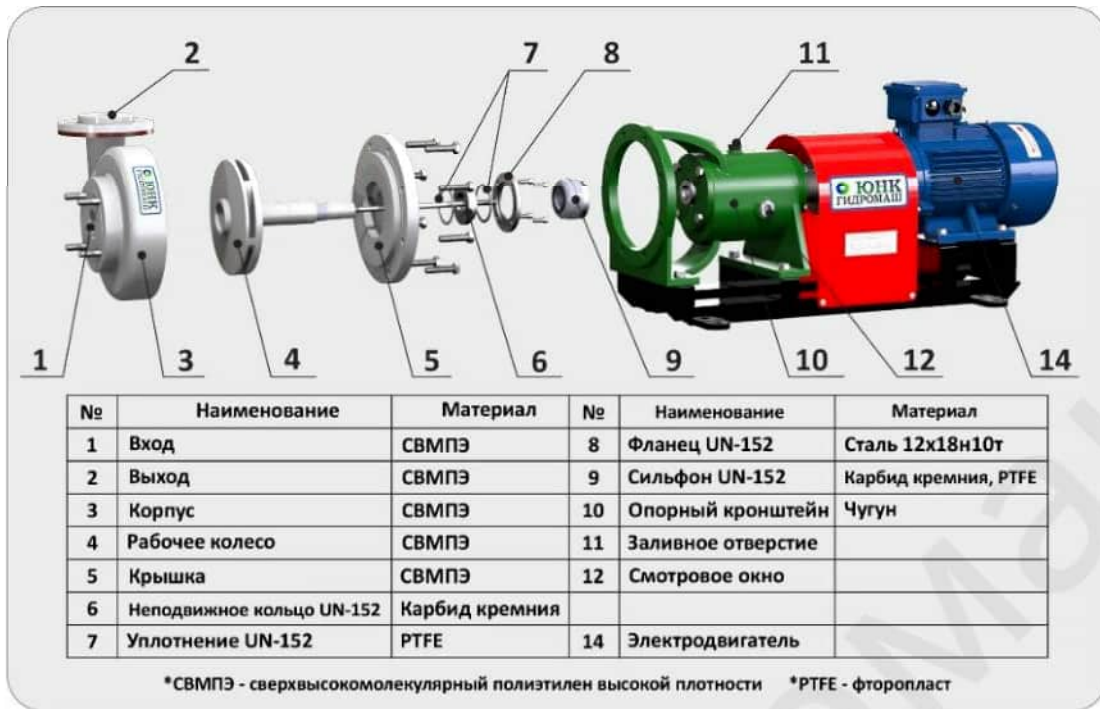 2
7
8
11
ЮНК
ГИДРОМАШ
ЮНК
ГИДРОМАШ
1
3
4
5
6
9
10
12
14
№ Наименование Материал № Наименование Материал
1 Вход СВМПЭ 8 Фланец UN-152 Сталь 12х18н10т
2 Выход СВМПЭ 9 Сильфон UN-152 Карбид кремния, PTFE
3 Корпус СВМПЭ 10 Опорный кронштейн Чугун
4 Рабочее колесо СВМПЭ 11 Заливное отверстие
5 Крышка СВМПЭ 12 Смотровое окно
6 Неподвижное кольцо UN-152 Карбид кремния
7 Уплотнение UN-152 PTFE 14 Электродвигатель
*СВМПЭ - сверхвысокомолекулярный полиэтилен высокой плотности *PTFE - фторопласт